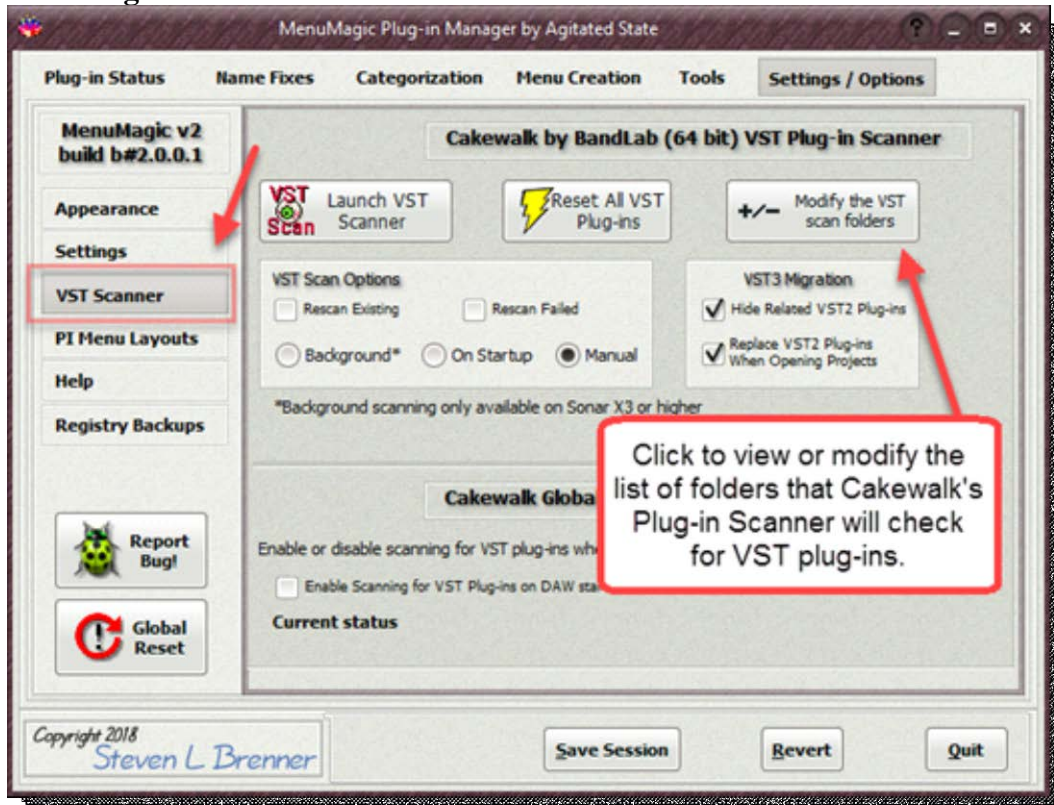 MenuMagic Plug-in Manager by Agitated State
?
Plug-in Status Name Fixes Categorization Menu Creation Tools Settings / Options
MenuMagic v2
build b#2.0.0.1
Appearance
Settings
VST Scanner
PI Menu Layouts
Help
Registry Backups
Report
Bug!
Global
Reset
Cakewalk by BandLab (64 bit) VST Plug-in Scanner
VST
Scan
Launch VST
Scanner
Reset All VST
Plug-ins
+/−
Modify the VST
scan folders
VST Scan Options
Rescan Existing Rescan Failed
Background* On Startup Manual
VST3 Migration
Hide Related VST2 Plug-ins
Replace VST2 Plug-ins
When Opening Projects
*Background scanning only available on Sonar X3 or higher
Click to view or modify the
list of folders that Cakewalk's
Plug-in Scanner will check
for VST plug-ins.
Cakewalk Globa
Enable or disable scanning for VST plug-ins
Enable Scanning for VST Plug-ins on DAW
Current status
Copyright 2018
Steven L Brenner
Save Session Revert Quit